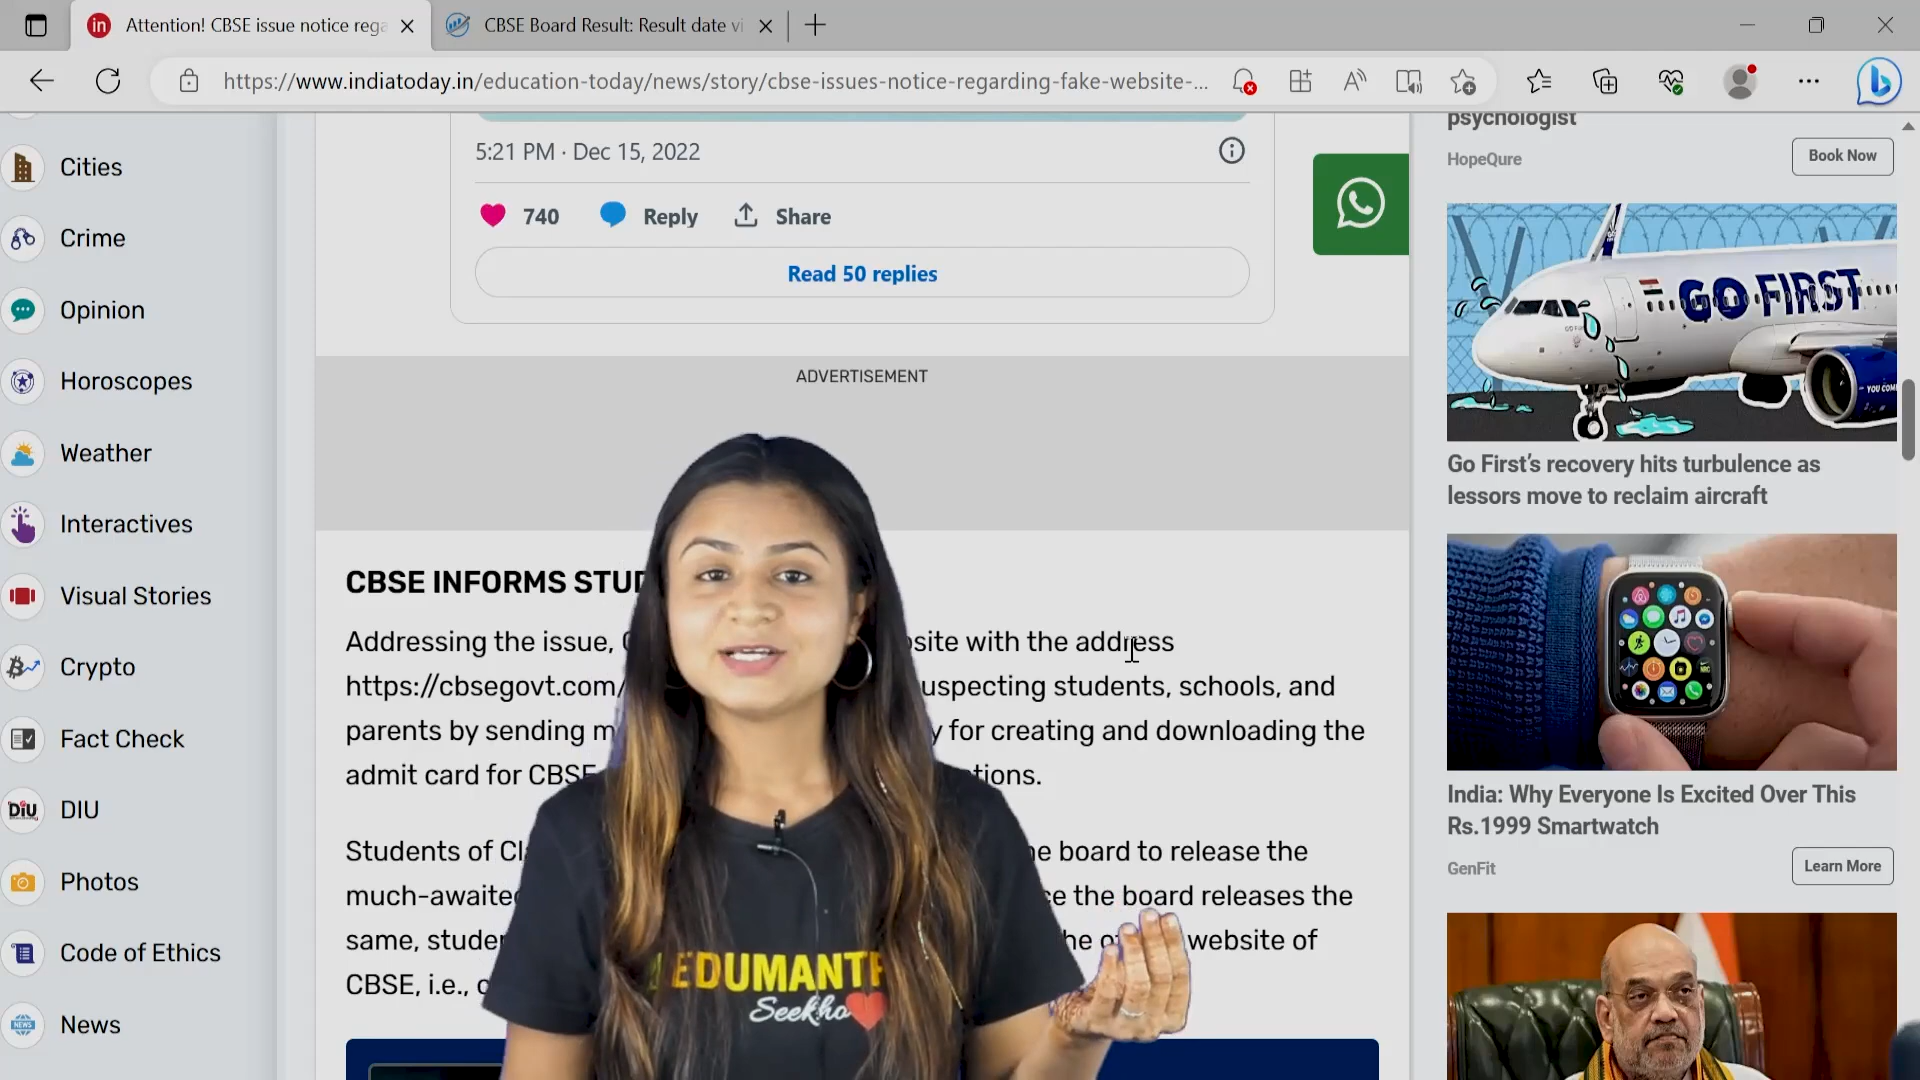 in
Attention! CBSE issue notice rega
CBSE Board Result: Result date vi
https://www.indiatoday.in/education-today/news/story/cbse-issues-notice-regarding-fake-website-...
Cities
Crime
Opinion
Horoscopes
Weather
Interactives
Visual Stories
Crypto
Fact Check
DIU
DIU
Photos
Code of Ethics
NEWS
News
5:21 PM · Dec 15, 2022
740
Reply
Share
Read 50 replies
ADVERTISEMENT
CBSE INFORMS STU
Addressing the issue, site with the address
https://cbsegovt.com/ uspecting students, schools, and
parents by sending m y for creating and downloading the
admit card for CBSE tions.
Students of Cl e board to release the
much-awaite ce the board releases the
same, stude he website of
CBSE, i.e.,
EDUMANT
Seekho
psychologist
HopeQure
Book Now
GO FIRST
Go First’s recovery hits turbulence as
lessors move to reclaim aircraft
India: Why Everyone Is Excited Over This
Rs.1999 Smartwatch
GenFit
Learn More